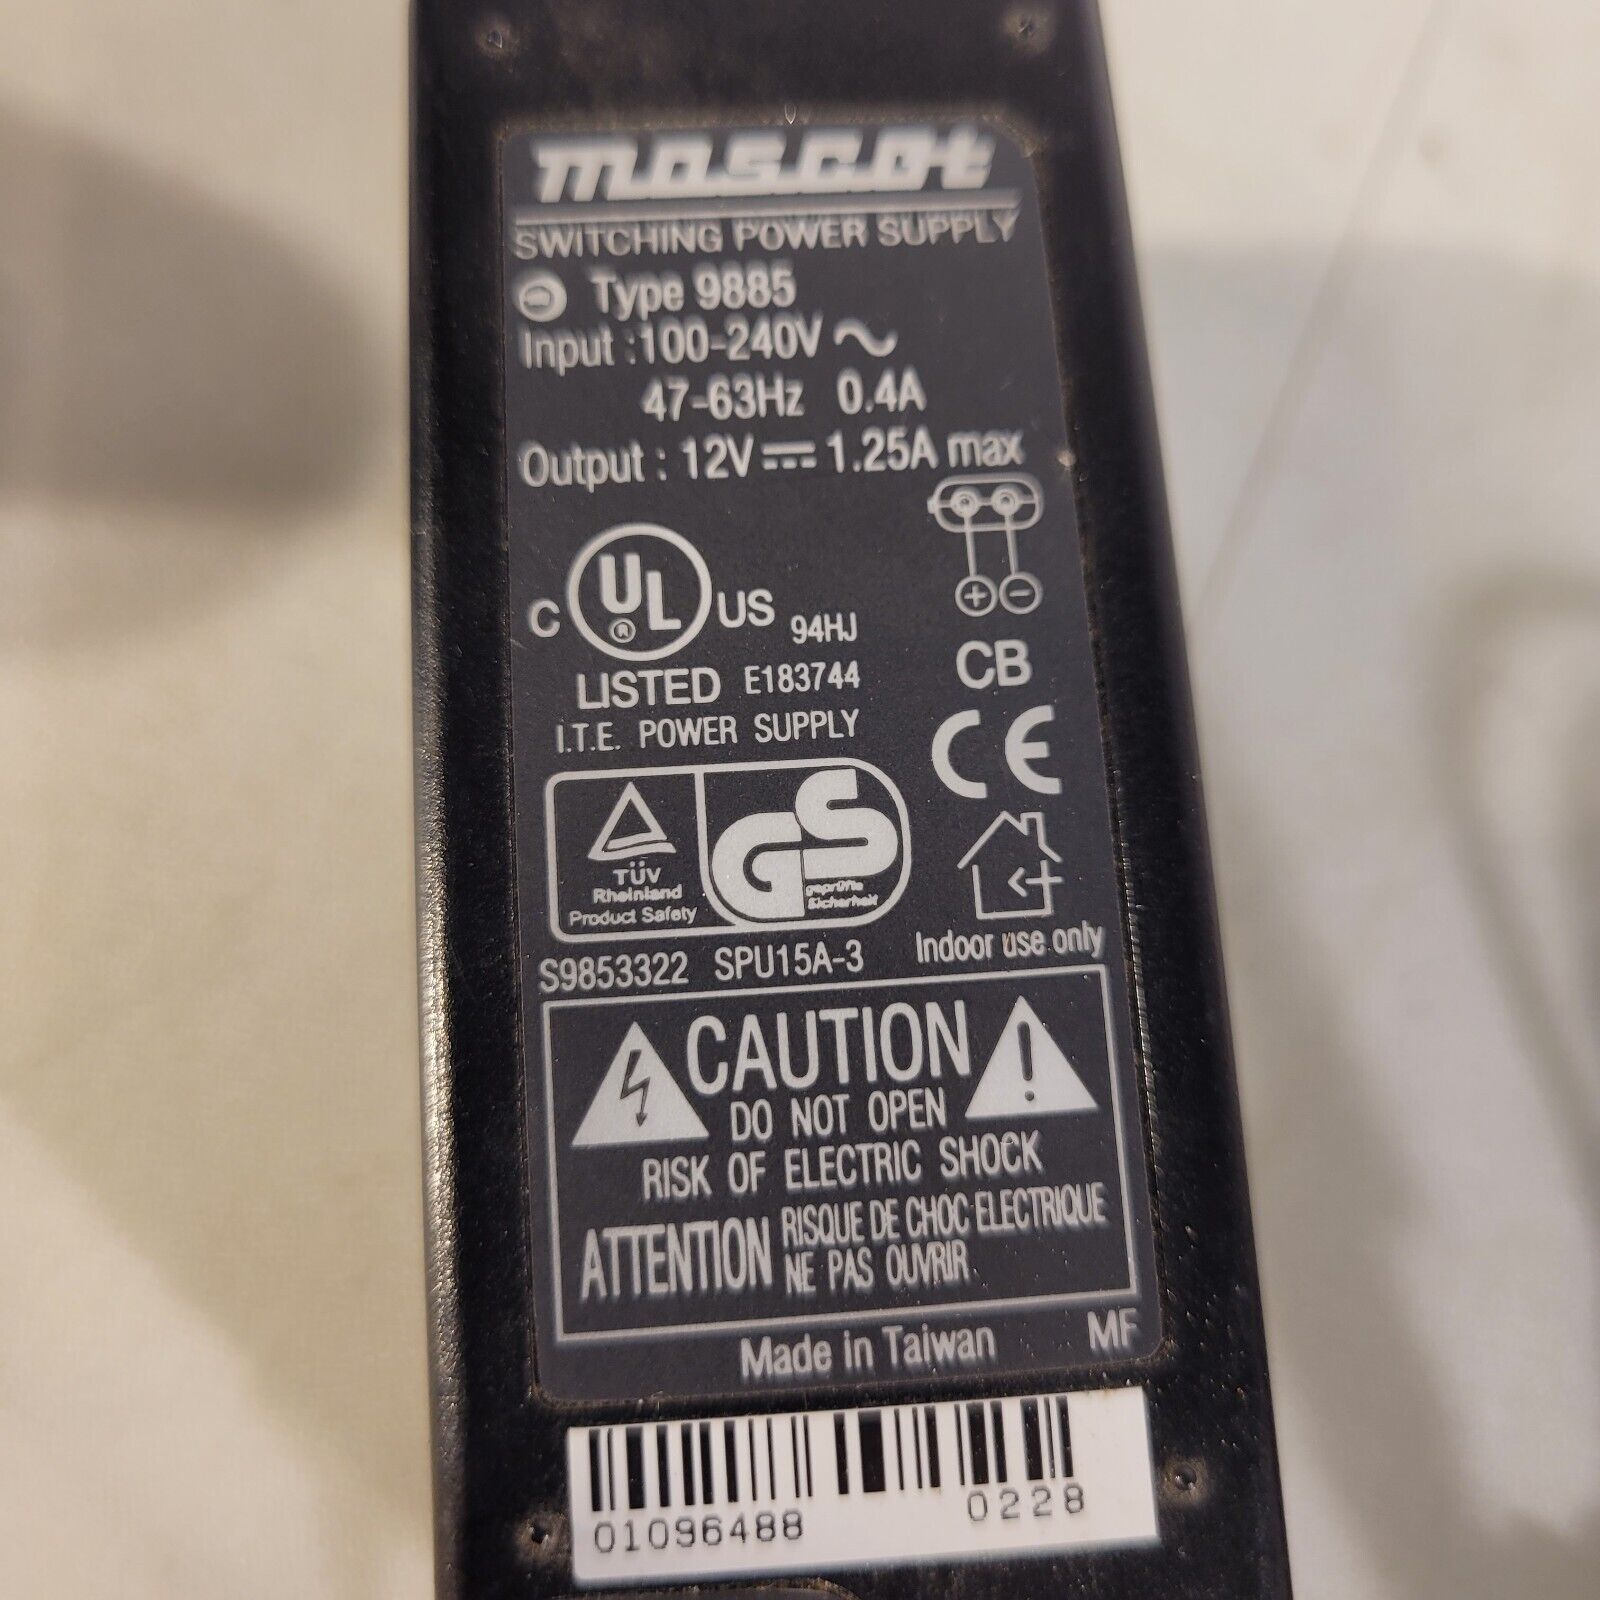 mascot
SWITCHING POWER SUPPLY
Type 9885
Input :100-240V ~
47-63Hz 0.4A
Output : 12V ⎓ 1.25A max
+ -
C UL ® US 94HJ
LISTED E183744
I.T.E. POWER SUPPLY
CB
CE
TÜV
Rheinland
Product Safety
GS
geprüfte
Sicherheit
S9853322 SPU15A-3
Indoor use only
CAUTION
DO NOT OPEN
RISK OF ELECTRIC SHOCK
ATTENTION RISQUE DE CHOC ELECTRIQUE
NE PAS OUVRIR
Made in Taiwan MF
01096488 0228